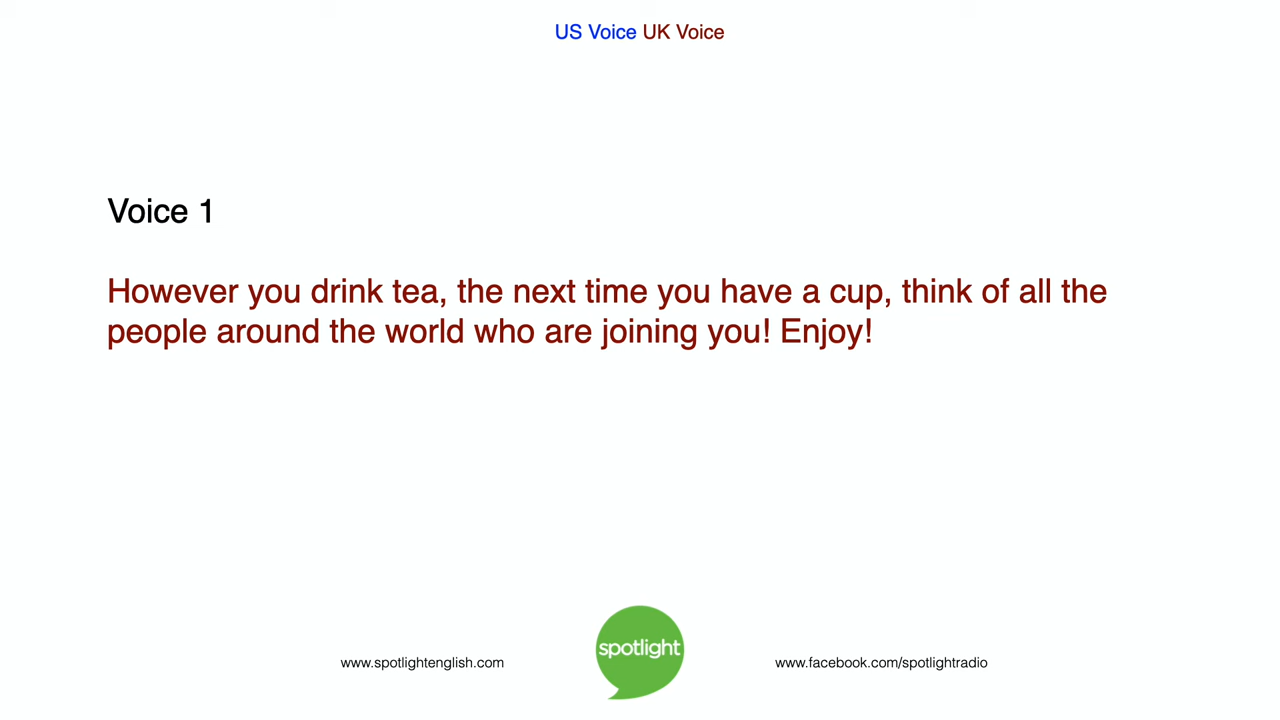 US Voice UK Voice
Voice 1
However you drink tea, the next time you have a cup, think of all the
people around the world who are joining you! Enjoy!
www.spotlightenglish.com
spotlight
www.facebook.com/spotlightradio